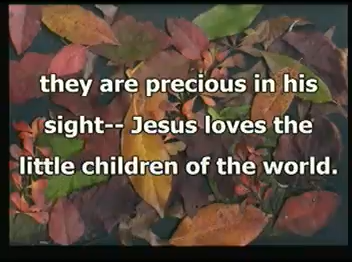 they are precious in his
sight-- Jesus loves the
little children of the world.